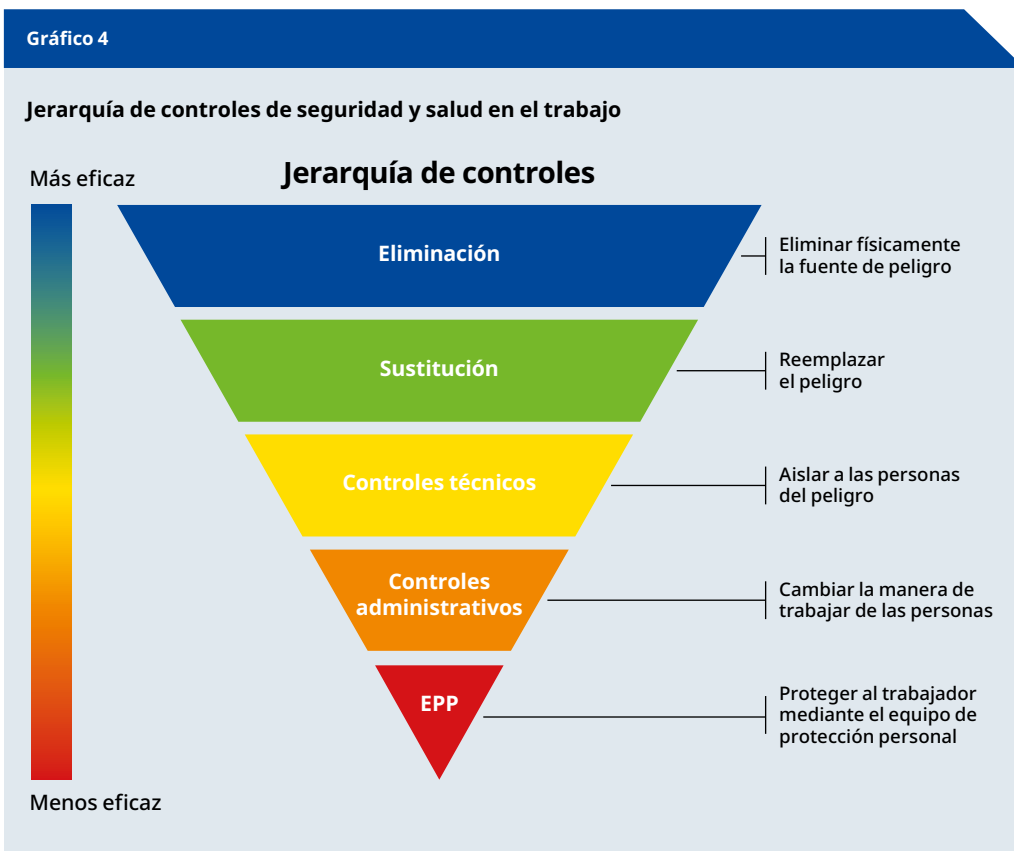 Gráfico 4
Jerarquía de controles de seguridad y salud en el trabajo
Jerarquía de controles
Más eficaz
Eliminación
Eliminar físicamente
la fuente de peligro
Sustitución
Reemplazar
el peligro
Controles técnicos
Aislar a las personas
del peligro
Controles
administrativos
Cambiar la manera de
trabajar de las personas
EPP
Proteger al trabajador
mediante el equipo de
protección personal
Menos eficaz